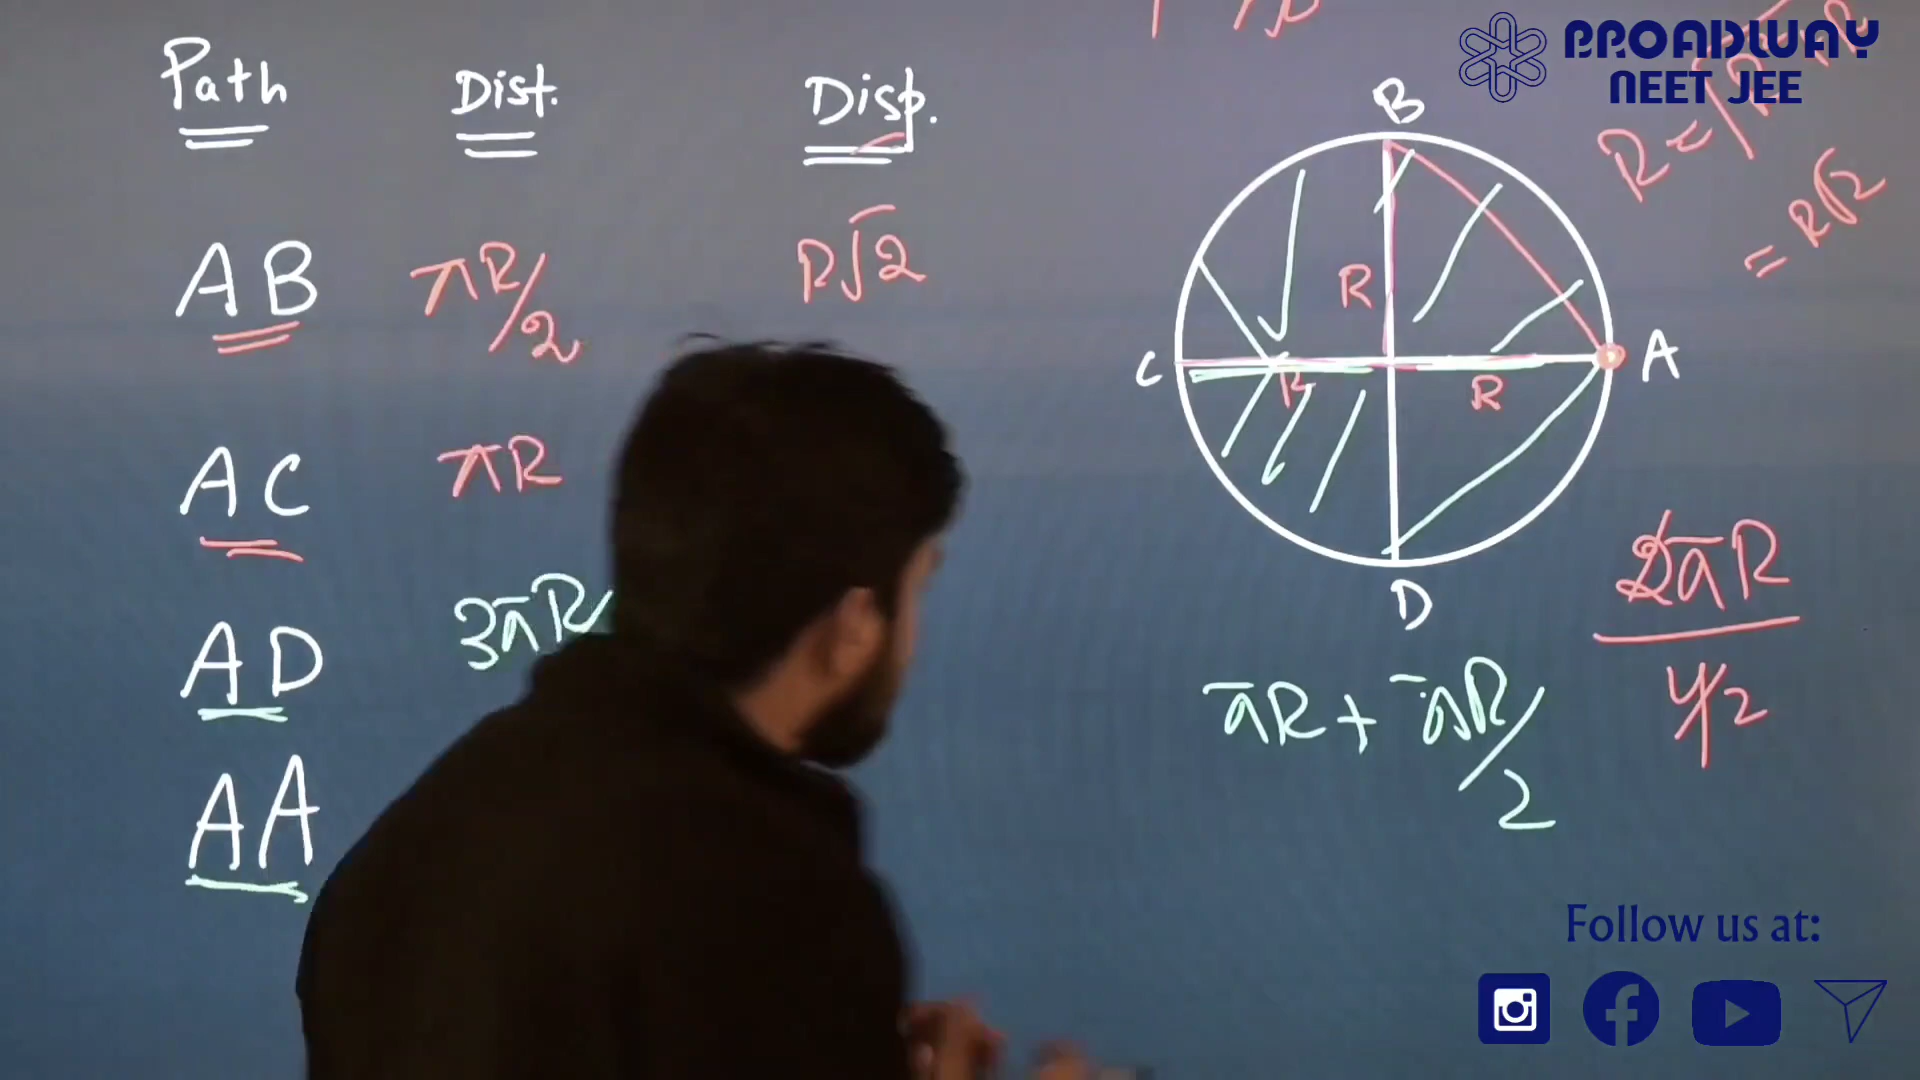 BROADWAY
NEET JEE
Path Dist. Disp.
AB πR/2 R√2
AC πR
AD 3πR/
AA
B
R
C A
R R
D
= R√2
2πR
4/2
πR + πR/2
Follow us at: